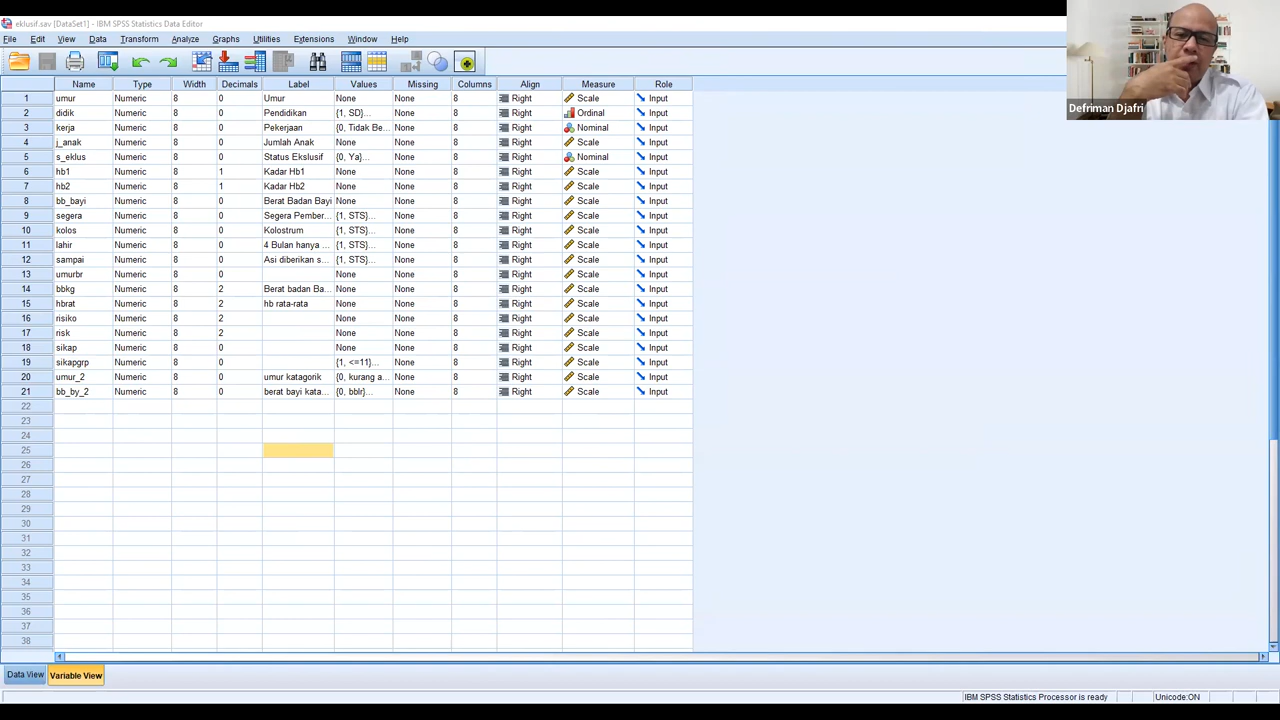 eklusif.sav [DataSet1] - IBM SPSS Statistics Data Editor
File Edit View Data Transform Analyze Graphs Utilities Extensions Window Help
Defriman Djafri
Name Type Width Decimals Label Values Missing Columns Align Measure Role
1 umur Numeric 8 0 Umur None None 8 Right Scale Input
2 didik Numeric 8 0 Pendidikan {1, SD}... None 8 Right Ordinal Input
3 kerja Numeric 8 0 Pekerjaan {0, Tidak Be... None 8 Right Nominal Input
4 j_anak Numeric 8 0 Jumlah Anak None None 8 Right Scale Input
5 s_eklus Numeric 8 0 Status Ekslusif {0, Ya}... None 8 Right Nominal Input
6 hb1 Numeric 8 1 Kadar Hb1 None None 8 Right Scale Input
7 hb2 Numeric 8 1 Kadar Hb2 None None 8 Right Scale Input
8 bb_bayi Numeric 8 0 Berat Badan Bayi None None 8 Right Scale Input
9 segera Numeric 8 0 Segera Pember... {1, STS}... None 8 Right Scale Input
10 kolos Numeric 8 0 Kolostrum {1, STS}... None 8 Right Scale Input
11 lahir Numeric 8 0 4 Bulan hanya ... {1, STS}... None 8 Right Scale Input
12 sampai Numeric 8 0 Asi diberikan s... {1, STS}... None 8 Right Scale Input
13 umurbr Numeric 8 0 None None 8 Right Scale Input
14 bbkg Numeric 8 2 Berat badan Ba... None None 8 Right Scale Input
15 hbrat Numeric 8 2 hb rata-rata None None 8 Right Scale Input
16 risiko Numeric 8 2 None None 8 Right Scale Input
17 risk Numeric 8 2 None None 8 Right Scale Input
18 sikap Numeric 8 0 None None 8 Right Scale Input
19 sikapgrp Numeric 8 0 {1, <=11}... None 8 Right Scale Input
20 umur_2 Numeric 8 0 umur katagorik {0, kurang a... None 8 Right Scale Input
21 bb_by_2 Numeric 8 0 berat bayi kata... {0, bblr}... None 8 Right Scale Input
22
23
24
25
26
27
28
29
30
31
32
33
34
35
36
37
38
Data View Variable View
IBM SPSS Statistics Processor is ready Unicode:ON